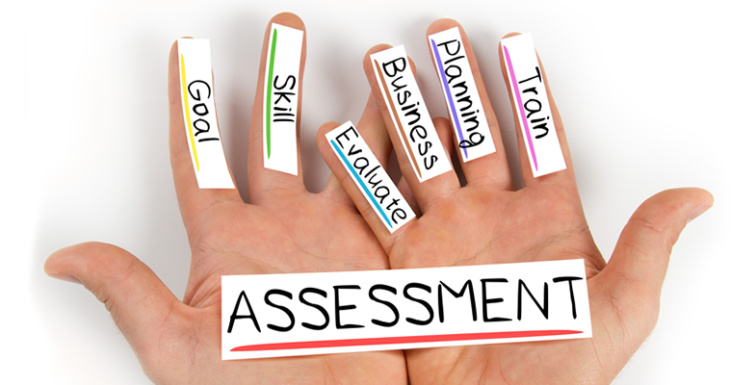 Goal
Skill
Evaluate
Business
Planning
Train
ASSESSMENT